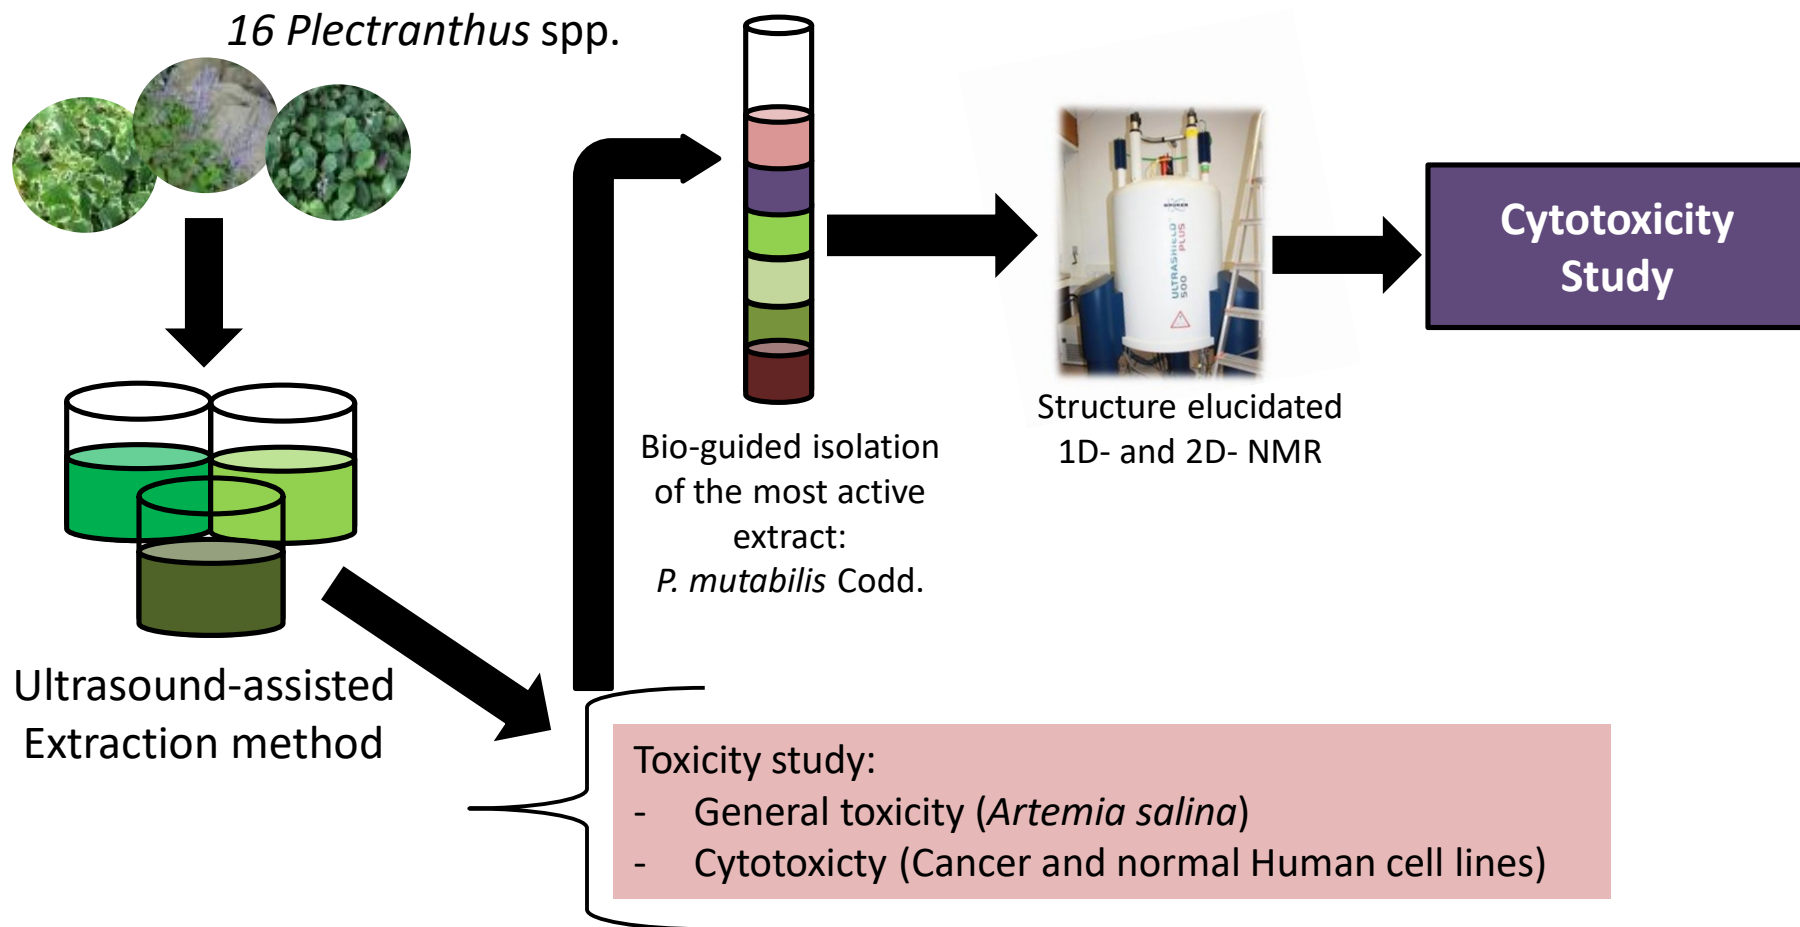 16 Plectranthus spp.
Ultrasound-assisted
Extraction method
Toxicity study:
- General toxicity (Artemia salina)
- Cytotoxicty (Cancer and normal Human cell lines)
Bio-guided isolation
of the most active
extract:
P. mutabilis Codd.
BRUKER
ULTRASHIELD™
500 PLUS
Structure elucidated
1D- and 2D- NMR
Cytotoxicity
Study